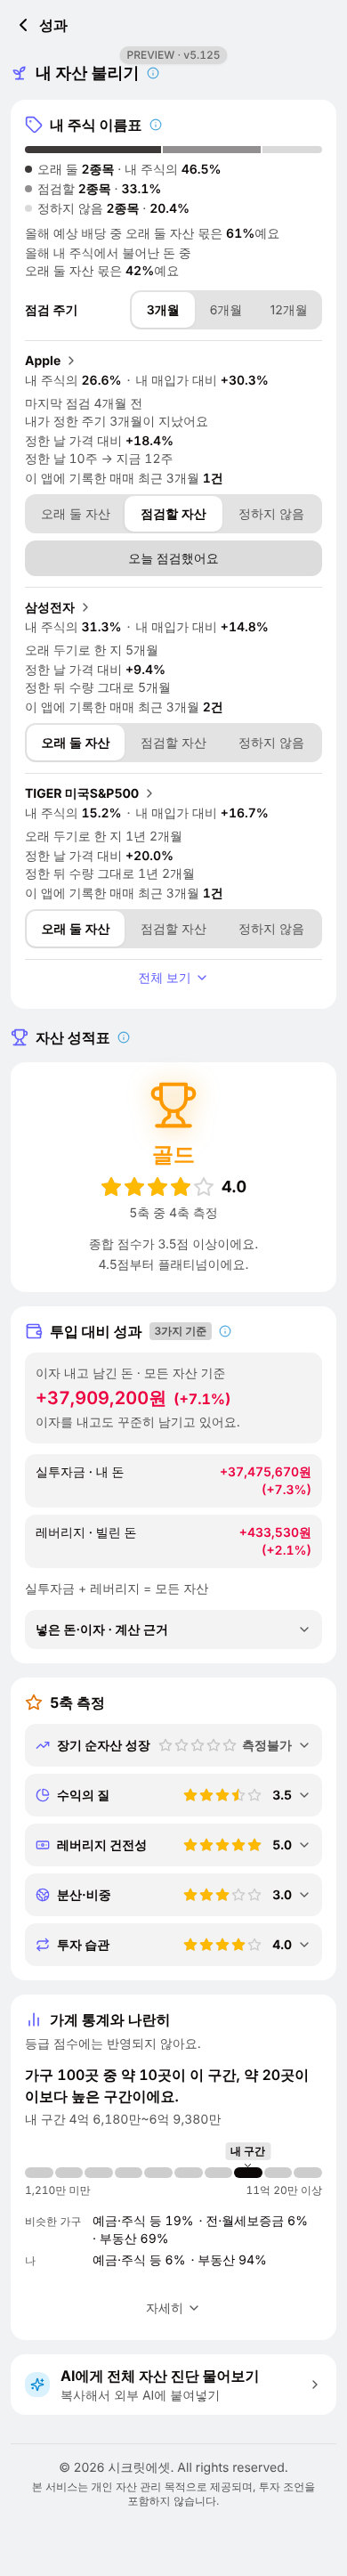 성과
PREVIEW · v5.125
내 자산 불리기
내 주식 이름표
오래 둘 2종목 · 내 주식의 46.5%
점검할 2종목 · 33.1%
정하지 않음 2종목 · 20.4%
올해 예상 배당 중 오래 둘 자산 몫은 61%예요
올해 내 주식에서 불어난 돈 중
오래 둘 자산 몫은 42%예요
점검 주기 3개월 6개월 12개월
Apple
내 주식의 26.6% · 내 매입가 대비 +30.3%
마지막 점검 4개월 전
내가 정한 주기 3개월이 지났어요
정한 날 가격 대비 +18.4%
정한 날 10주 → 지금 12주
이 앱에 기록한 매매 최근 3개월 1건
오래 둘 자산 점검할 자산 정하지 않음
오늘 점검했어요
삼성전자
내 주식의 31.3% · 내 매입가 대비 +14.8%
오래 두기로 한 지 5개월
정한 날 가격 대비 +9.4%
정한 뒤 수량 그대로 5개월
이 앱에 기록한 매매 최근 3개월 2건
오래 둘 자산 점검할 자산 정하지 않음
TIGER 미국S&P500
내 주식의 15.2% · 내 매입가 대비 +16.7%
오래 두기로 한 지 1년 2개월
정한 날 가격 대비 +20.0%
정한 뒤 수량 그대로 1년 2개월
이 앱에 기록한 매매 최근 3개월 1건
오래 둘 자산 점검할 자산 정하지 않음
전체 보기
자산 성적표
골드
4.0
5축 중 4축 측정
종합 점수가 3.5점 이상이에요.
4.5점부터 플래티넘이에요.
투입 대비 성과 3가지 기준
이자 내고 남긴 돈 · 모든 자산 기준
+37,909,200원 (+7.1%)
이자를 내고도 꾸준히 남기고 있어요.
실투자금 · 내 돈 +37,475,670원
(+7.3%)
레버리지 · 빌린 돈 +433,530원
(+2.1%)
실투자금 + 레버리지 = 모든 자산
넣은 돈·이자 · 계산 근거
5축 측정
장기 순자산 성장 측정불가
수익의 질 3.5
레버리지 건전성 5.0
분산·비중 3.0
투자 습관 4.0
가계 통계와 나란히
등급 점수에는 반영되지 않아요.
가구 100곳 중 약 10곳이 이 구간, 약 20곳이
이보다 높은 구간이에요.
내 구간 4억 6,180만~6억 9,380만
내 구간
1,210만 미만 11억 20만 이상
비슷한 가구 예금·주식 등 19% · 전·월세보증금 6%
· 부동산 69%
나 예금·주식 등 6% · 부동산 94%
자세히
AI에게 전체 자산 진단 물어보기
복사해서 외부 AI에 붙여넣기
© 2026 시크릿에셋. All rights reserved.
본 서비스는 개인 자산 관리 목적으로 제공되며, 투자 조언을
포함하지 않습니다.